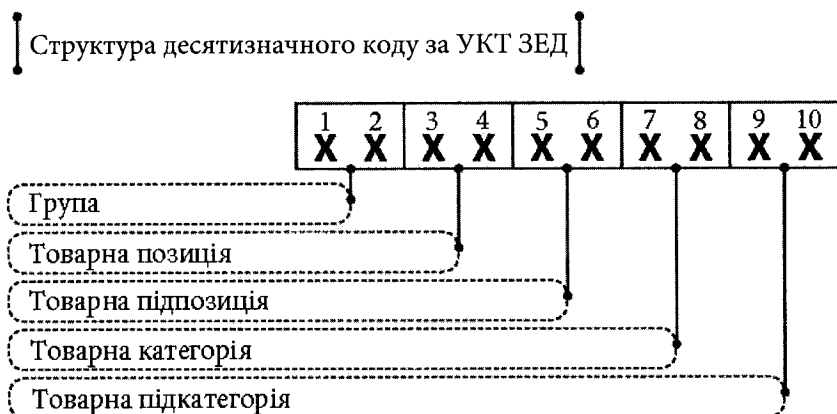 Структура десятизначного коду за УКТ ЗЕД
1 2 3 4 5 6 7 8 9 10
X X X X X X X X X X
Група
Товарна позиція
Товарна підпозиція
Товарна категорія
Товарна підкатегорія